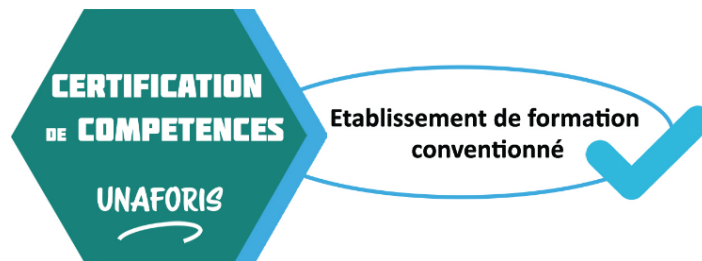 CERTIFICATION
DE COMPETENCES
UNAFORIS
Etablissement de formation
conventionné